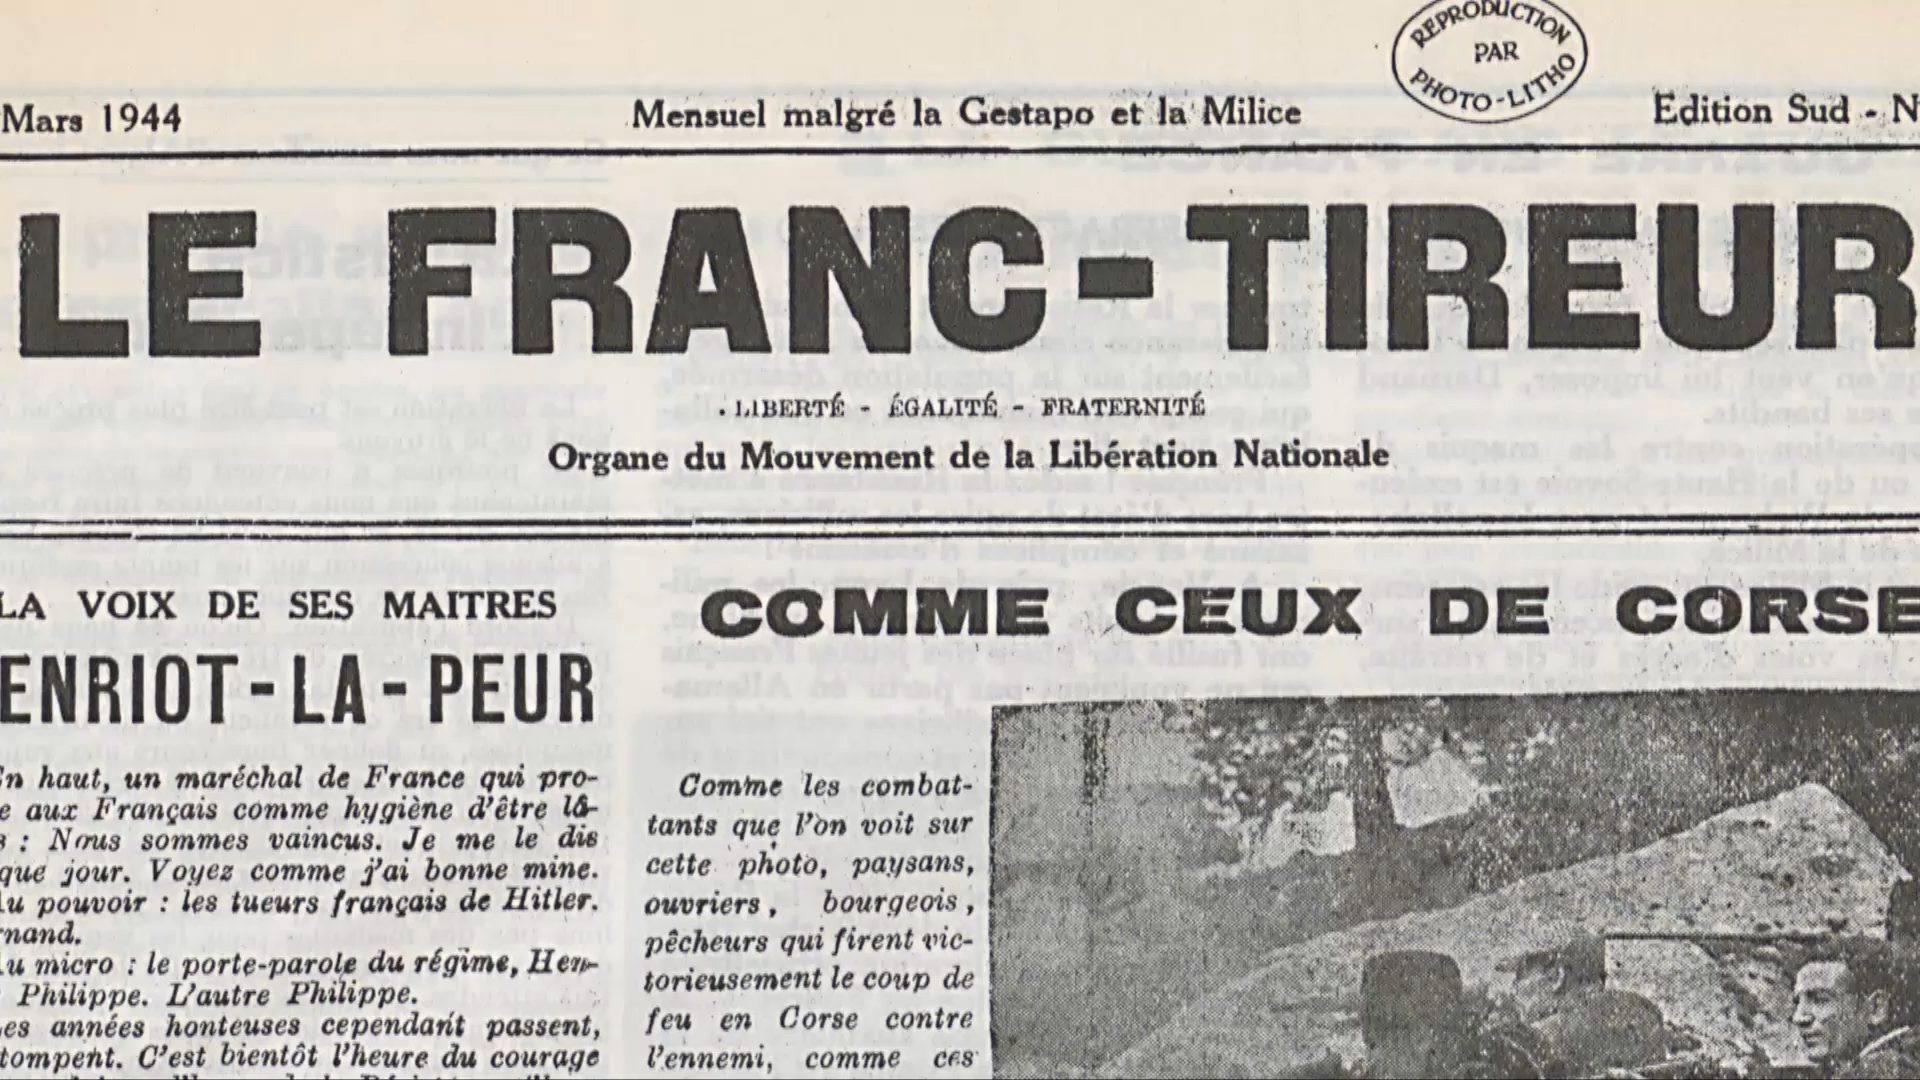 REPRODUCTION
PAR
PHOTO-LITHO
Mars 1944
Mensuel malgré la Gestapo et la Milice
Edition Sud - N
LE FRANC-TIREUR
LIBERTÉ - ÉGALITÉ - FRATERNITÉ
Organe du Mouvement de la Libération Nationale
LA VOIX DE SES MAITRES
ENRIOT-LA-PEUR
En haut, un maréchal de France qui pro-
e aux Français comme hygiène d'être lâ-
s : Nous sommes vaincus. Je me le dis
que jour. Voyez comme j'ai bonne mine.
Au pouvoir : les tueurs français de Hitler.
rnand.
Au micro : le porte-parole du régime, Hen-
Philippe. L'autre Philippe.
es années honteuses cependant passent,
tompent. C'est bientôt l'heure du courage
COMME CEUX DE CORSE
Comme les combat-
tants que l'on voit sur
cette photo, paysans,
ouvriers, bourgeois,
pêcheurs qui firent vic-
torieusement le coup de
feu en Corse contre
l'ennemi, comme ces